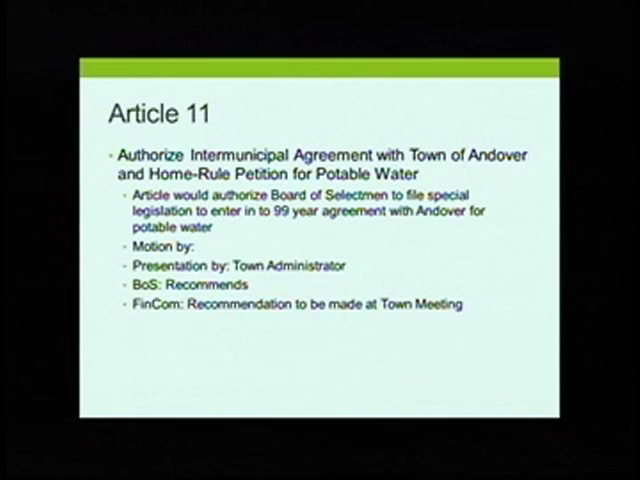 Article 11
• Authorize Intermunicipal Agreement with Town of Andover
and Home-Rule Petition for Potable Water
• Article would authorize Board of Selectmen to file special
legislation to enter in to 99 year agreement with Andover for
potable water
• Motion by:
• Presentation by: Town Administrator
• BoS: Recommends
• FinCom: Recommendation to be made at Town Meeting